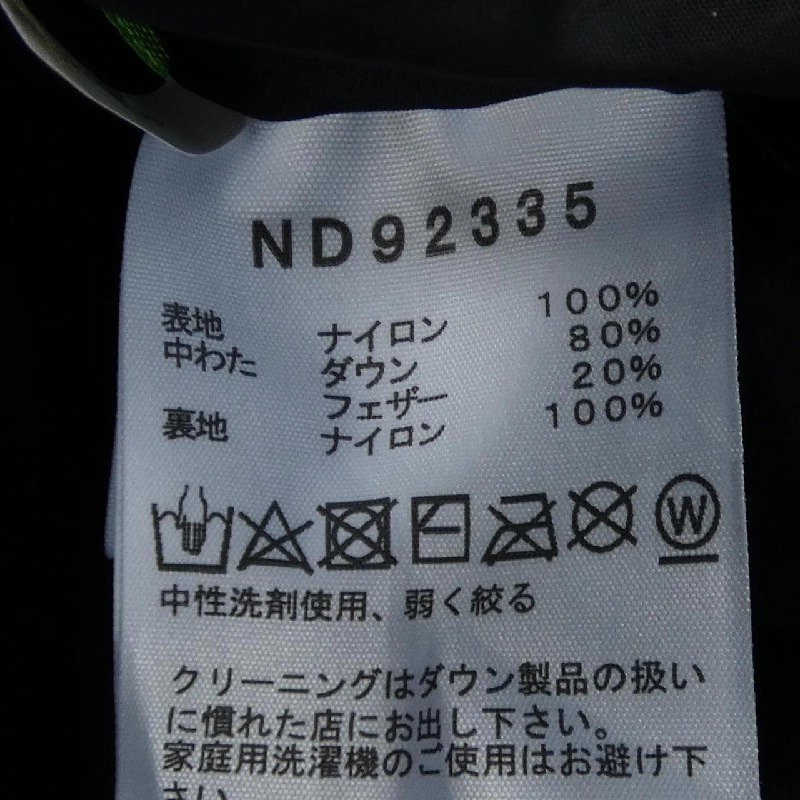 ND92335
表地 ナイロン 100%
中わた ダウン 80%
フェザー 20%
裏地 ナイロン 100%
W
中性洗剤使用、弱く絞る
クリーニングはダウン製品の扱い
に慣れた店にお出し下さい。
家庭用洗濯機のご使用はお避け下
さい